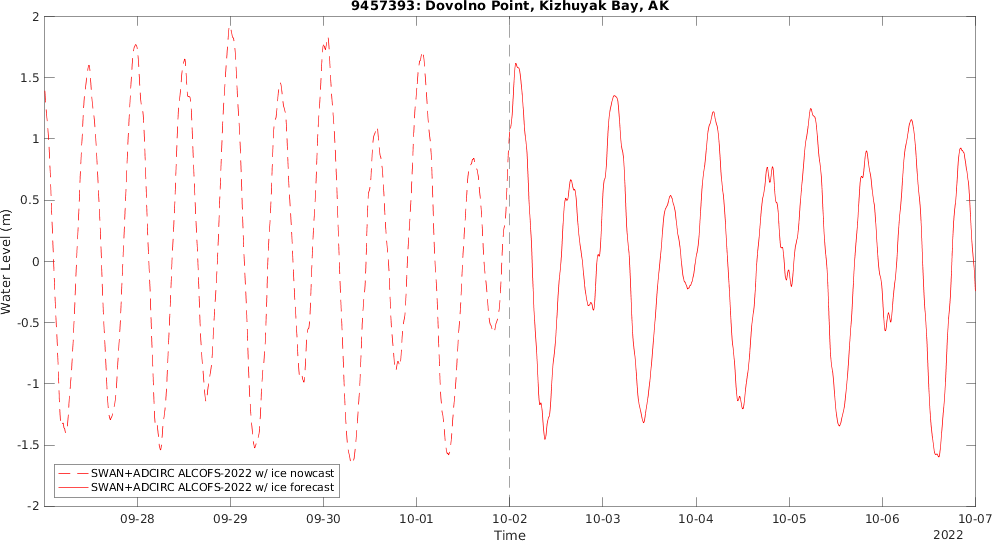 9457393: Dovolno Point, Kizhuyak Bay, AK
Water Level (m)
2
1.5
1
0.5
0
-0.5
-1
-1.5
-2
SWAN+ADCIRC ALCOFS-2022 w/ ice nowcast
SWAN+ADCIRC ALCOFS-2022 w/ ice forecast
09-28 09-29 09-30 10-01 10-02 10-03 10-04 10-05 10-06 10-07
Time
2022